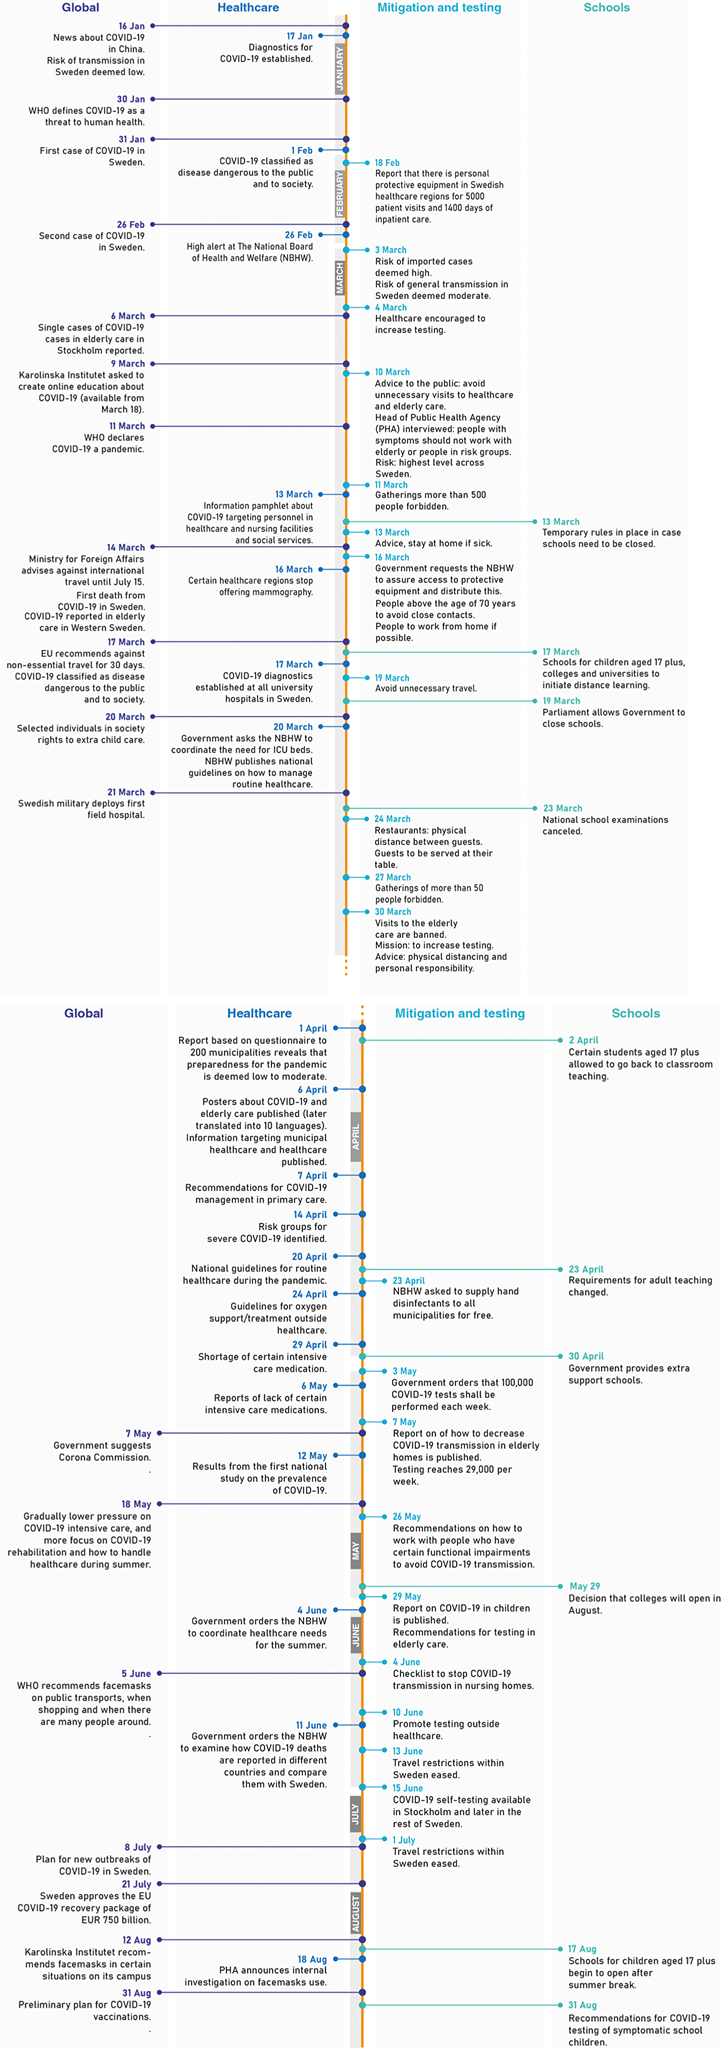 Global
Healthcare
Mitigation and testing
Schools
16 Jan
News about COVID-19
in China.
Risk of transmission in
Sweden deemed low.
17 Jan
Diagnostics for
COVID-19 established.
JANUARY
30 Jan
WHO defines COVID-19 as a
threat to human health.
31 Jan
First case of COVID-19 in
Sweden.
1 Feb
COVID-19 classified as
disease dangerous to the public
and to society.
18 Feb
Report that there is personal
protective equipment in Swedish
healthcare regions for 5000
patient visits and 1400 days of
inpatient care.
FEBRUARY
26 Feb
Second case of COVID-19
in Sweden.
26 Feb
High alert at The National Board
of Health and Welfare (NBHW).
3 March
Risk of imported cases
deemed high.
Risk of general transmission in
Sweden deemed moderate.
MARCH
4 March
Healthcare encouraged to
increase testing.
6 March
Single cases of COVID-19
cases in elderly care in
Stockholm reported.
9 March
Karolinska Institutet asked to
create online education about
COVID-19 (available from
March 18).
10 March
Advice to the public: avoid
unnecessary visits to healthcare
and elderly care.
Head of Public Health Agency
(PHA) interviewed: people with
symptoms should not work with
elderly or people in risk groups.
Risk: highest level across
Sweden.
11 March
WHO declares
COVID-19 a pandemic.
11 March
Gatherings more than 500
people forbidden.
13 March
Information pamphlet about
COVID-19 targeting personnel in
healthcare and nursing facilities
and social services.
13 March
Temporary rules in place in case
schools need to be closed.
13 March
Advice, stay at home if sick.
14 March
Ministry for Foreign Affairs
advises against international
travel until July 15.
First death from
COVID-19 in Sweden.
COVID-19 reported in elderly
care in Western Sweden.
16 March
Certain healthcare regions stop
offering mammography.
16 March
Government requests the NBHW
to assure access to protective
equipment and distribute this.
People above the age of 70 years
to avoid close contacts.
People to work from home if
possible.
17 March
EU recommends against
non-essential travel for 30 days.
COVID-19 classified as disease
dangerous to the public
and to society.
17 March
COVID-19 diagnostics
established at all university
hospitals in Sweden.
17 March
Schools for children aged 17 plus,
colleges and universities to
initiate distance learning.
19 March
Avoid unnecessary travel.
19 March
Parliament allows Government to
close schools.
20 March
Selected individuals in society
rights to extra child care.
20 March
Government asks the NBHW to
coordinate the need for ICU beds.
NBHW publishes national
guidelines on how to manage
routine healthcare.
21 March
Swedish military deploys first
field hospital.
23 March
National school examinations
canceled.
24 March
Restaurants: physical
distance between guests.
Guests to be served at their
table.
27 March
Gatherings of more than 50
people forbidden.
30 March
Visits to the elderly
care are banned.
Mission: to increase testing.
Advice: physical distancing and
personal responsibility.
Global
Healthcare
Mitigation and testing
Schools
1 April
Report based on questionnaire to
200 municipalities reveals that
preparedness for the pandemic
is deemed low to moderate.
2 April
Certain students aged 17 plus
allowed to go back to classroom
teaching.
6 April
Posters about COVID-19 and
elderly care published (later
translated into 10 languages).
Information targeting municipal
healthcare and healthcare
published.
APRIL
7 April
Recommendations for COVID-19
management in primary care.
14 April
Risk groups for
severe COVID-19 identified.
20 April
National guidelines for routine
healthcare during the pandemic.
23 April
NBHW asked to supply hand
disinfectants to all
municipalities for free.
23 April
Requirements for adult teaching
changed.
24 April
Guidelines for oxygen
support/treatment outside
healthcare.
29 April
Shortage of certain intensive
care medication.
30 April
Government provides extra
support schools.
3 May
Government orders that 100,000
COVID-19 tests shall be
performed each week.
6 May
Reports of lack of certain
intensive care medications.
7 May
Government suggests
Corona Commission.
.
7 May
Report on of how to decrease
COVID-19 transmission in elderly
homes is published.
Testing reaches 29,000 per
week.
12 May
Results from the first national
study on the prevalence
of COVID-19.
18 May
Gradually lower pressure on
COVID-19 intensive care, and
more focus on COVID-19
rehabilitation and how to handle
healthcare during summer.
26 May
Recommendations on how to
work with people who have
certain functional impairments
to avoid COVID-19 transmission.
MAY
May 29
Decision that colleges will open in
August.
29 May
Report on COVID-19 in children
is published.
Recommendations for testing in
elderly care.
4 June
Government orders the NBHW
to coordinate healthcare needs
for the summer.
JUNE
4 June
Checklist to stop COVID-19
transmission in nursing homes.
5 June
WHO recommends facemasks
on public transports, when
shopping and when there
are many people around.
.
10 June
Promote testing outside
healthcare.
11 June
Government orders the NBHW
to examine how COVID-19 deaths
are reported in different
countries and compare
them with Sweden.
13 June
Travel restrictions within
Sweden eased.
15 June
COVID-19 self-testing available
in Stockholm and later in the
rest of Sweden.
JULY
1 July
Travel restrictions within
Sweden eased.
8 July
Plan for new outbreaks of
COVID-19 in Sweden.
21 July
Sweden approves the EU
COVID-19 recovery package of
EUR 750 billion.
AUGUST
12 Aug
Karolinska Institutet recom-
mends facemasks in certain
situations on its campus
17 Aug
Schools for children aged 17 plus
begin to open after
summer break.
18 Aug
PHA announces internal
investigation on facemasks use.
31 Aug
Preliminary plan for COVID-19
vaccinations.
.
31 Aug
Recommendations for COVID-19
testing of symptomatic school
children.